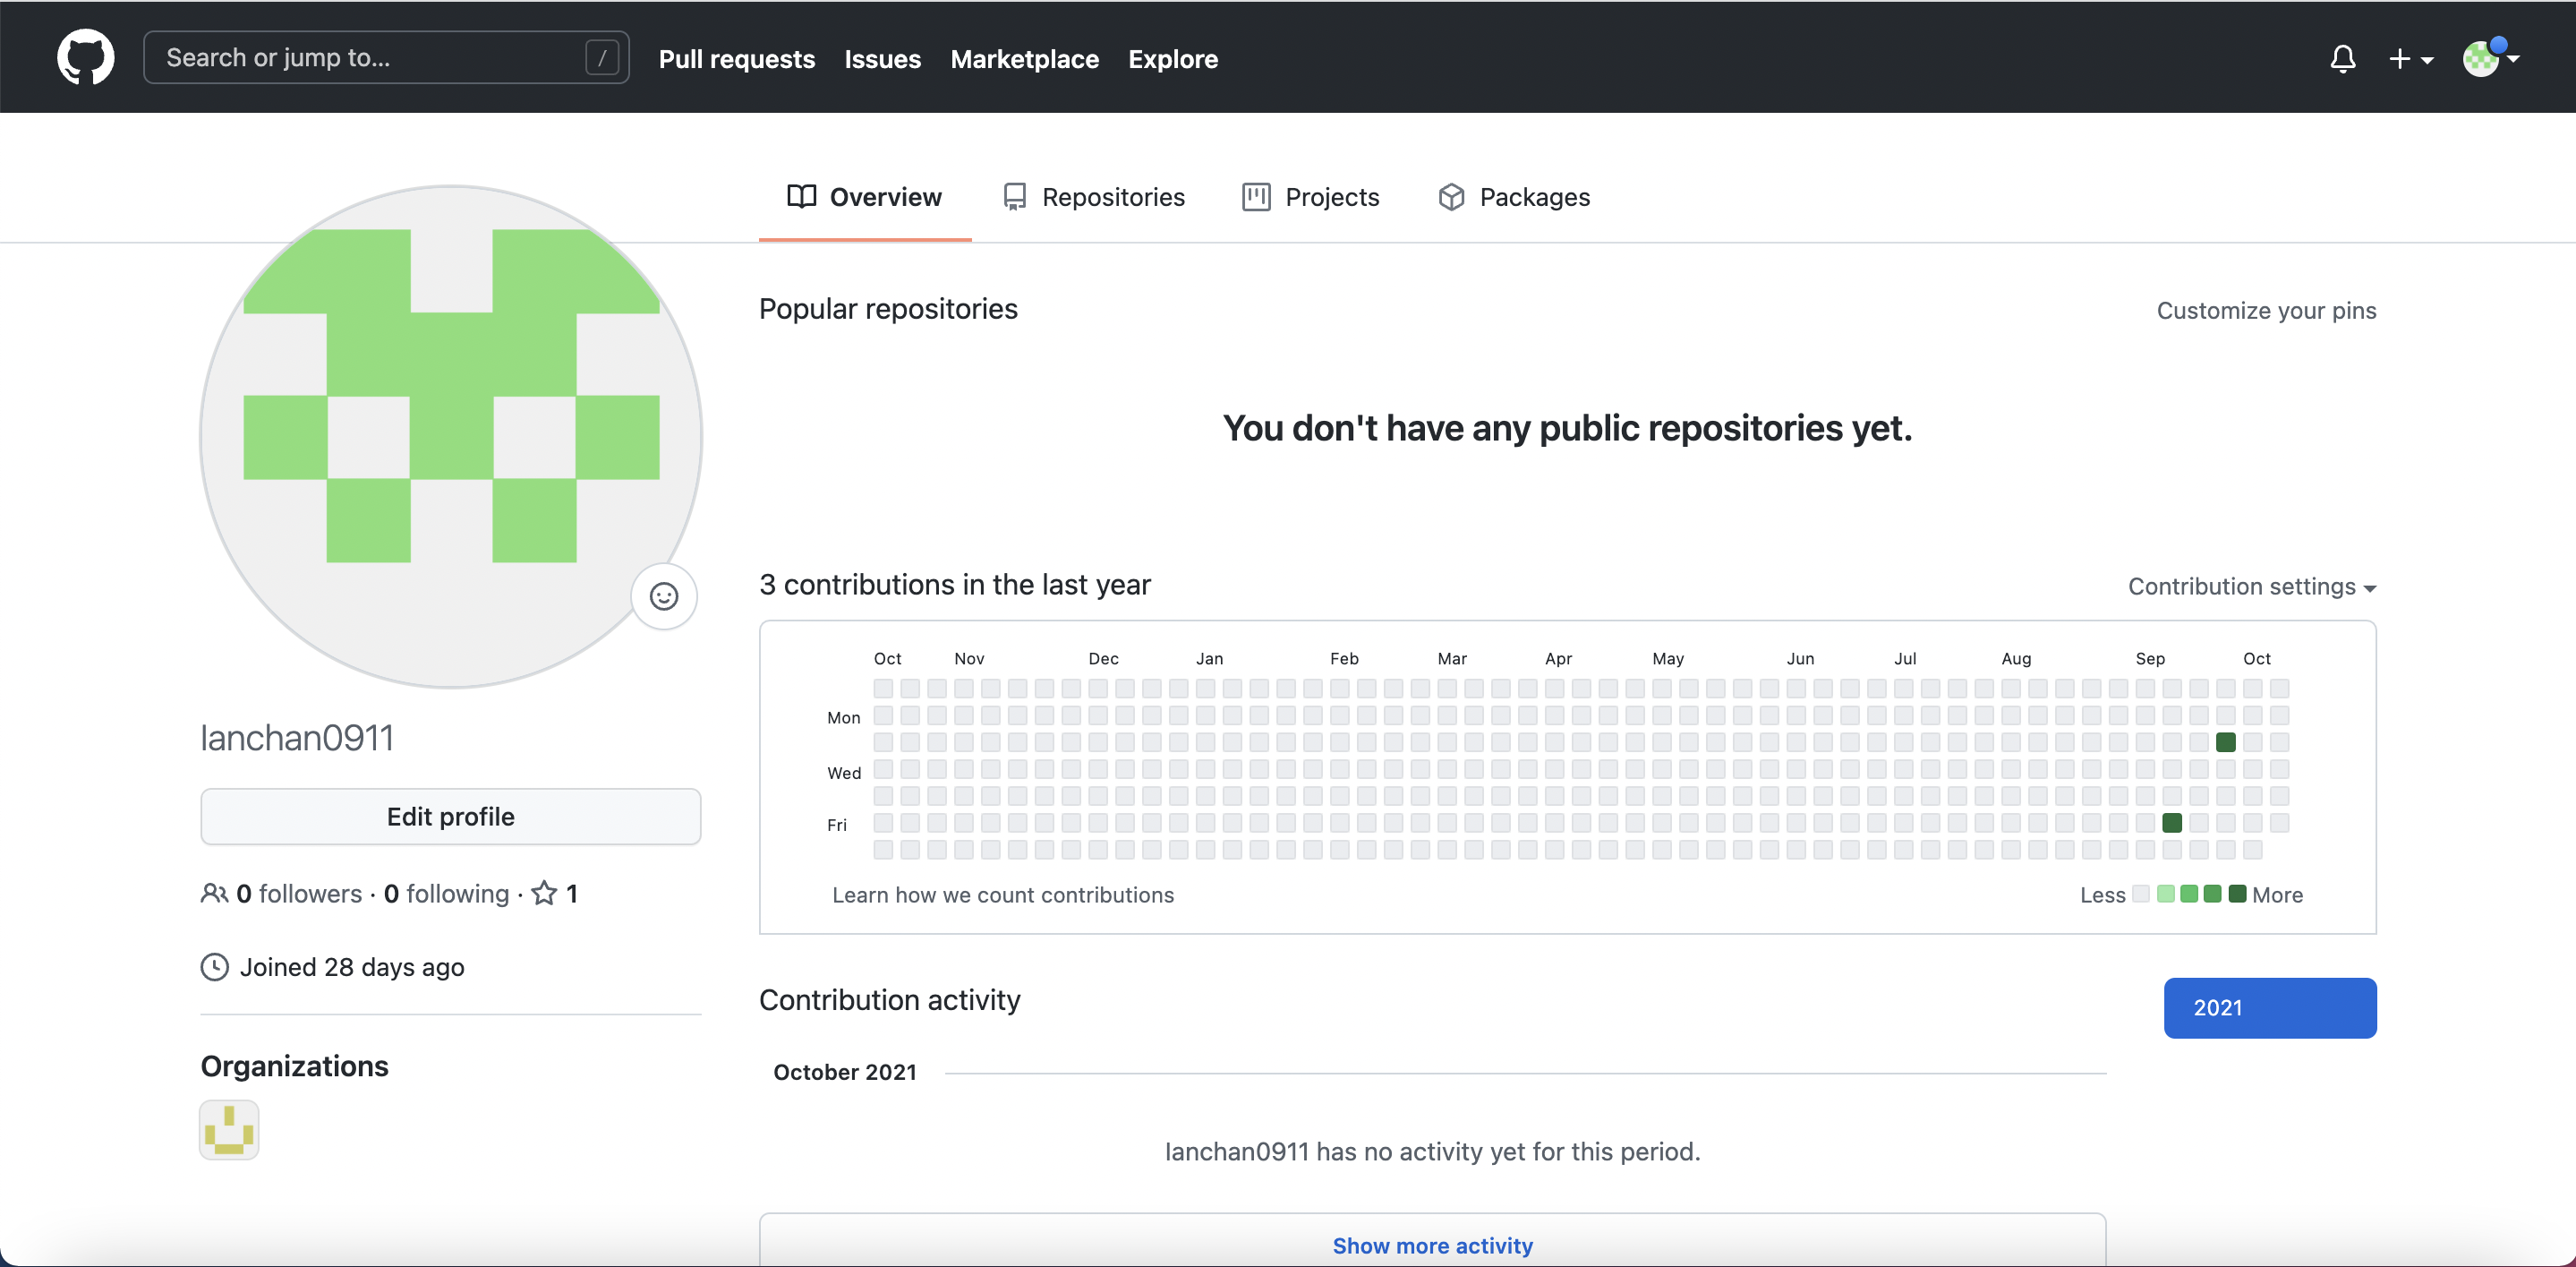 Search or jump to...
/
Pull requests
Issues
Marketplace
Explore
Overview
Repositories
Projects
Packages
Popular repositories
Customize your pins
You don't have any public repositories yet.
3 contributions in the last year
Contribution settings
Oct Nov Dec Jan Feb Mar Apr May Jun Jul Aug Sep Oct
Mon
Wed
Fri
Learn how we count contributions
Less
More
lanchan0911
Edit profile
0 followers · 0 following · 1
Joined 28 days ago
Organizations
Contribution activity
2021
October 2021
lanchan0911 has no activity yet for this period.
Show more activity